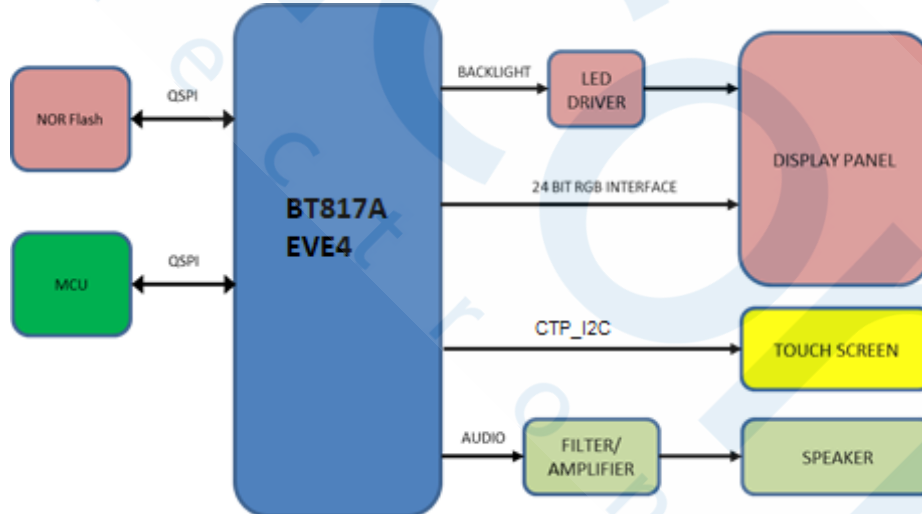 BACKLIGHT
LED
DRIVER
QSPI
NOR Flash
DISPLAY PANEL
24 BIT RGB INTERFACE
BT817A
EVE4
QSPI
MCU
CTP_I2C
TOUCH SCREEN
AUDIO
FILTER/
AMPLIFIER
SPEAKER